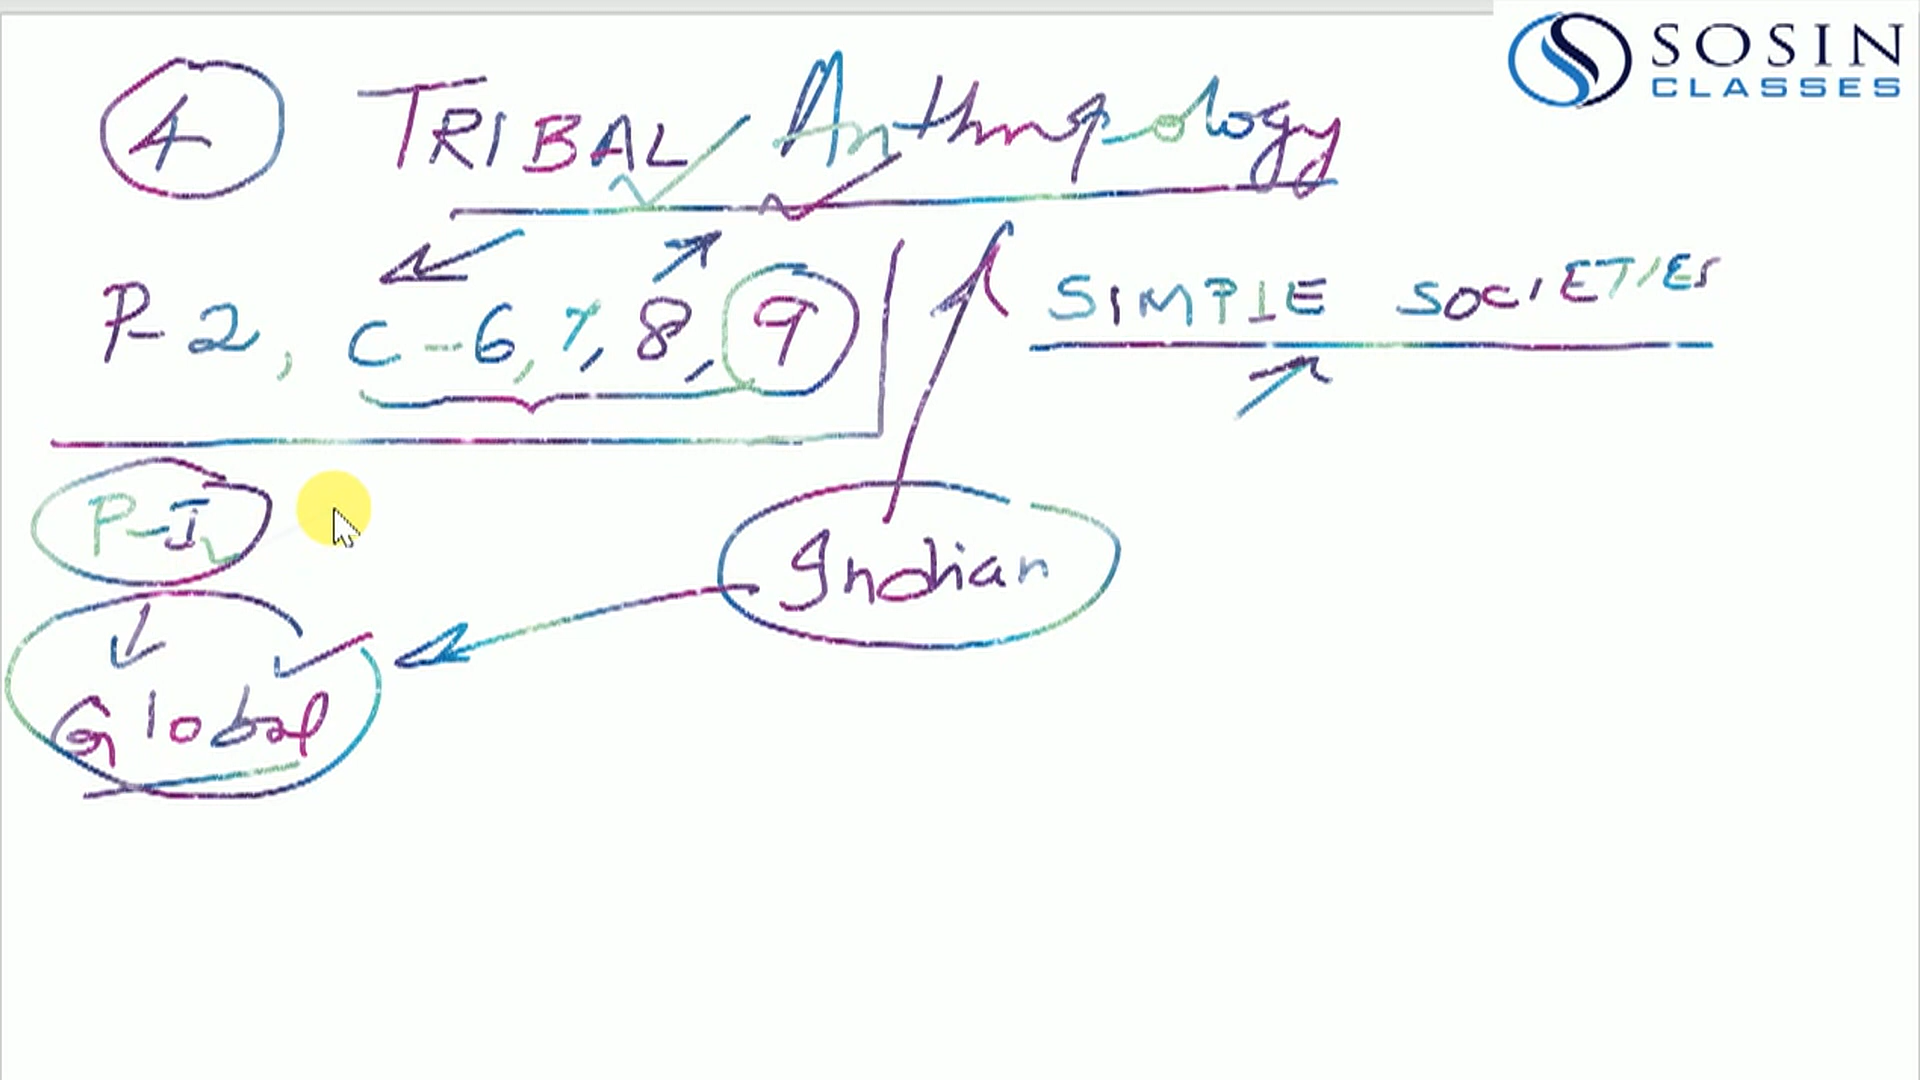 SOSIN
CLASSES
4 TRIBAL Anthropology
P-2, C-6, 7, 8, 9
SIMPLE SOCIETIES
P-I
Indian
Global